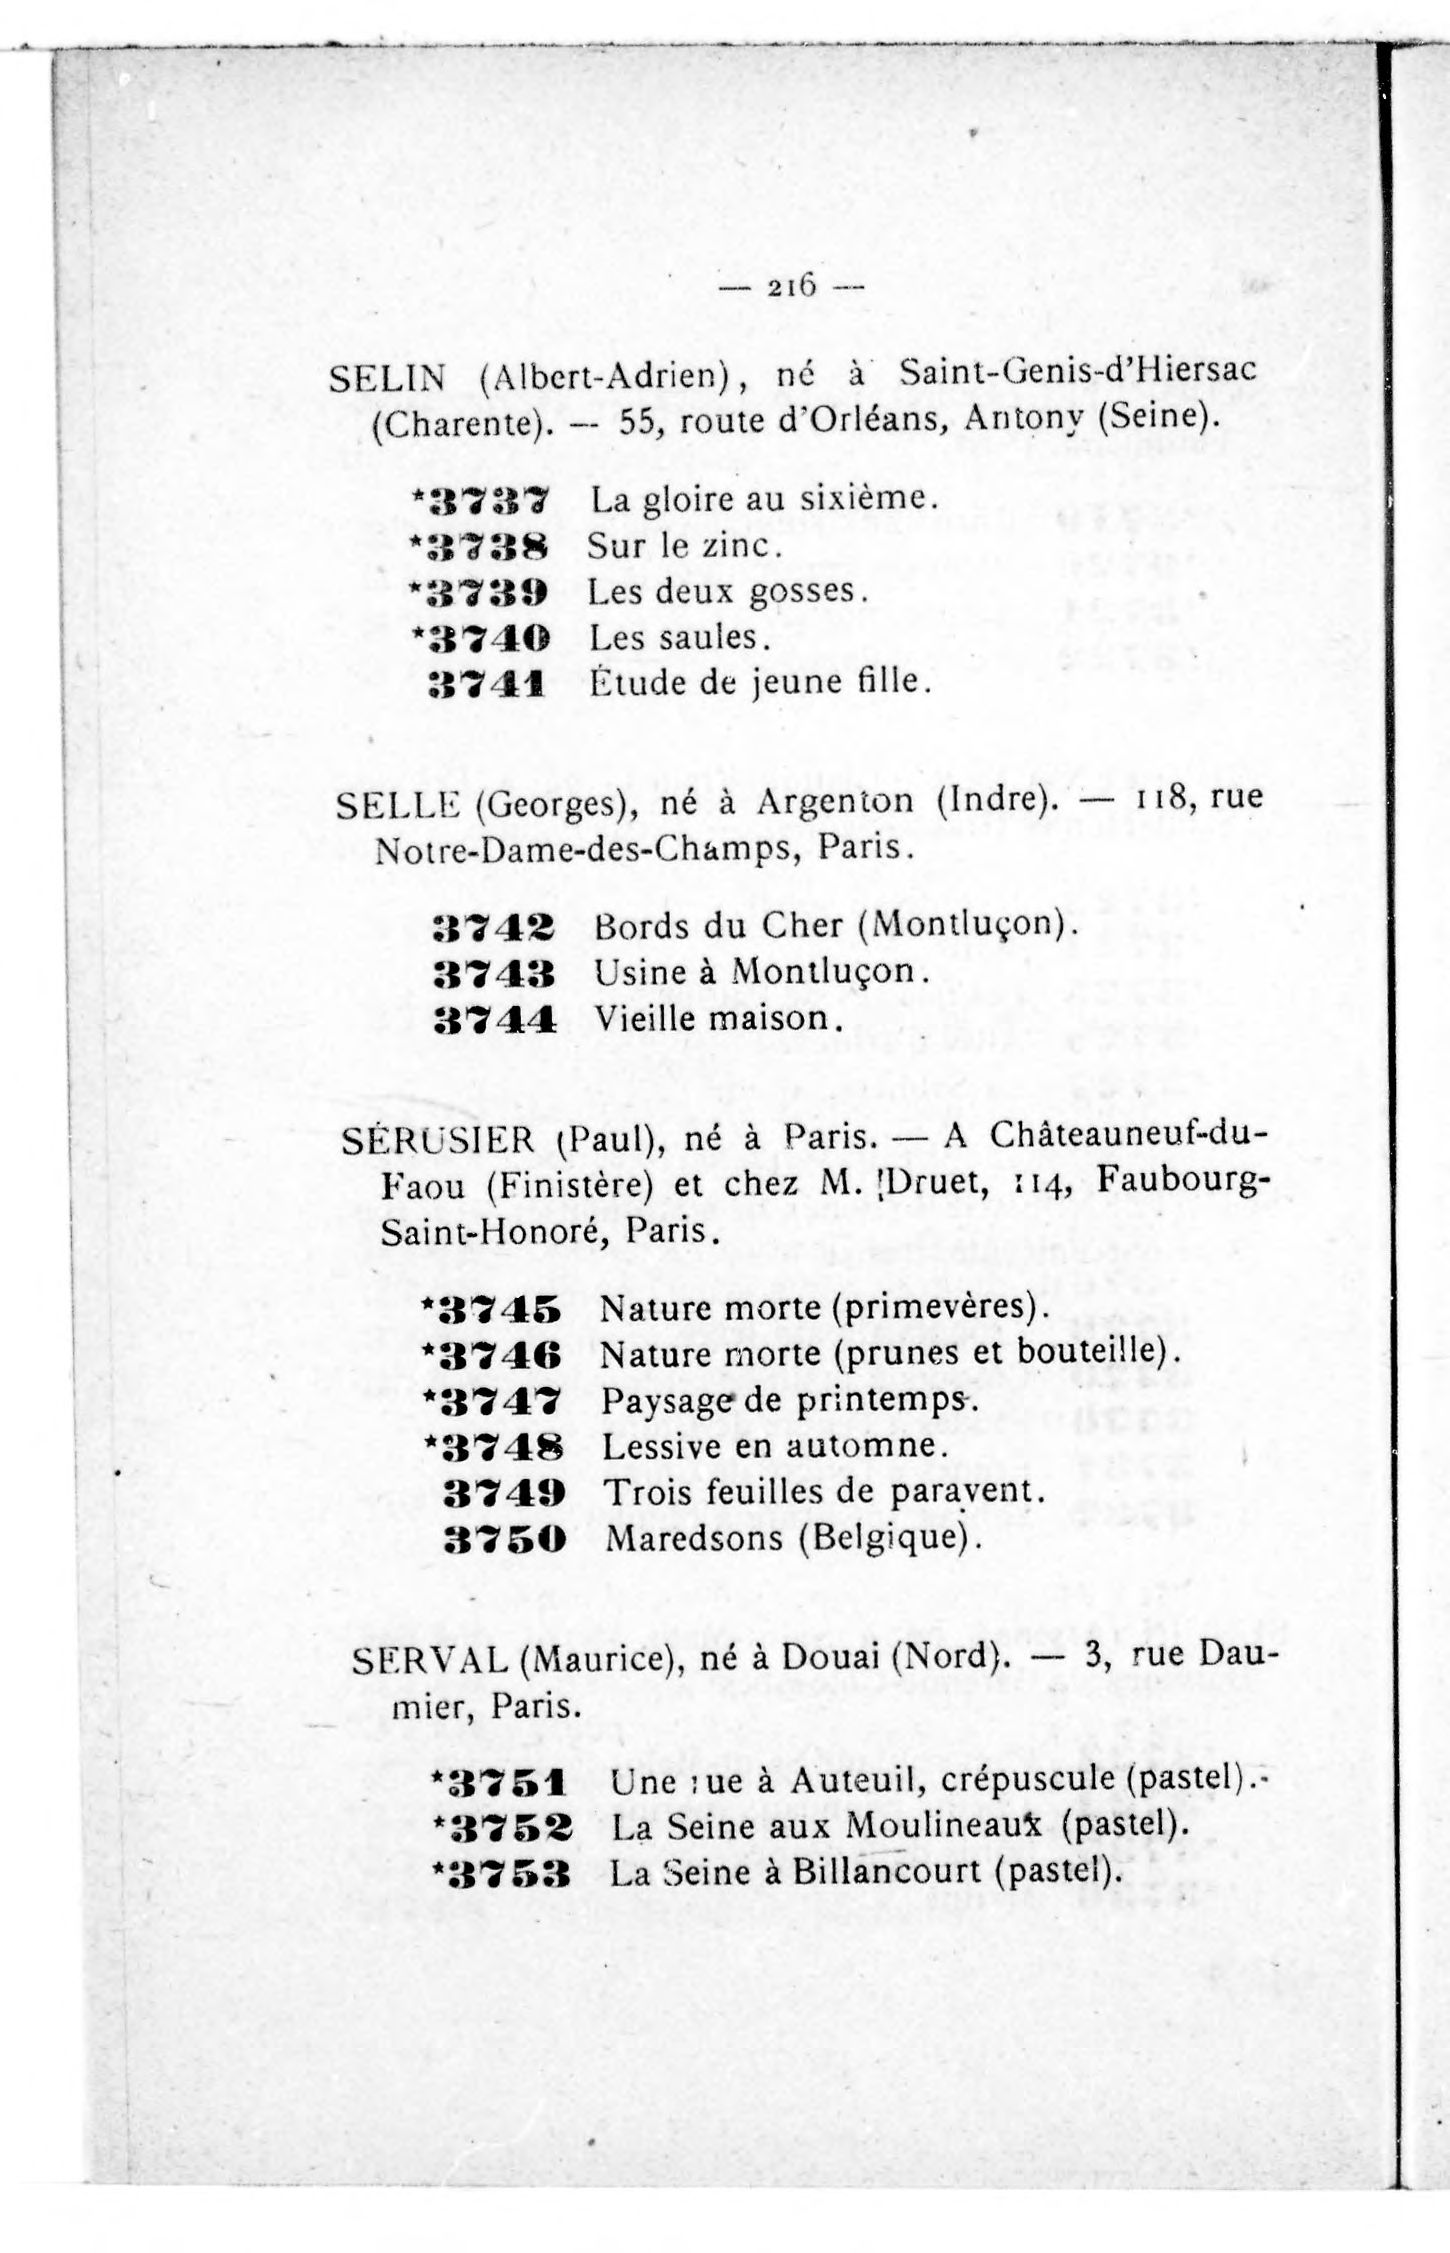 — 216 —
SELIN (Albert-Adrien), né à Saint-Genis-d'Hiersac
(Charente). — 55, route d'Orléans, Antony (Seine).
*3737 La gloire au sixième.
*3738 Sur le zinc.
*3739 Les deux gosses.
*3740 Les saules.
3741 Étude de jeune fille.
SELLE (Georges), né à Argenton (Indre). — 118, rue
Notre-Dame-des-Champs, Paris.
3742 Bords du Cher (Montluçon).
3743 Usine à Montluçon.
3744 Vieille maison.
SÉRUSIER (Paul), né à Paris. — A Châteauneuf-du-
Faou (Finistère) et chez M. Druet, 114, Faubourg-
Saint-Honoré, Paris.
*3745 Nature morte (primevères).
*3746 Nature morte (prunes et bouteille).
*3747 Paysage de printemps.
*3748 Lessive en automne.
3749 Trois feuilles de paravent.
3750 Maredsons (Belgique).
SERVAL (Maurice), né à Douai (Nord). — 3, rue Dau-
mier, Paris.
*3751 Une rue à Auteuil, crépuscule (pastel).
*3752 La Seine aux Moulineaux (pastel).
*3753 La Seine à Billancourt (pastel).